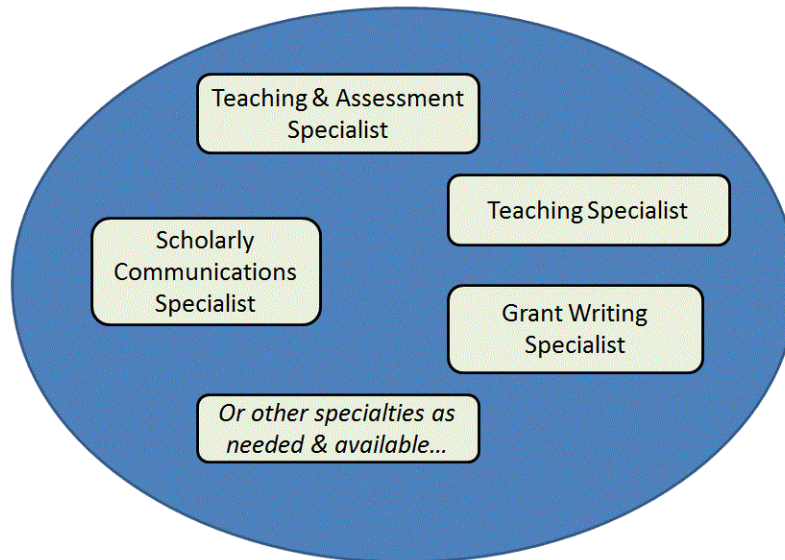 Teaching & Assessment
Specialist
Teaching Specialist
Scholarly
Communications
Specialist
Grant Writing
Specialist
Or other specialties as
needed & available…